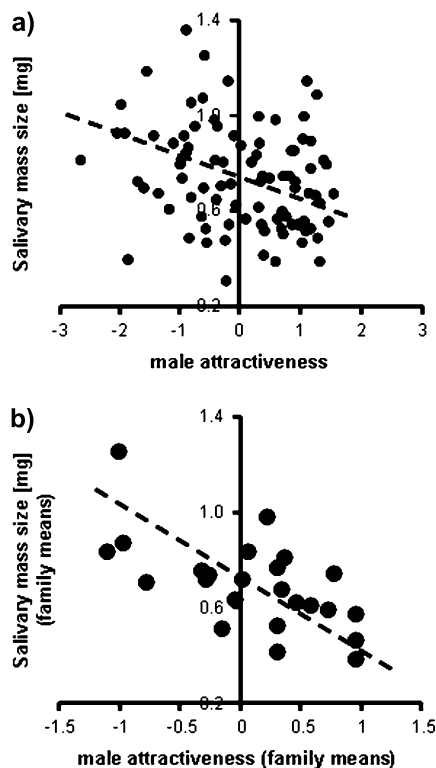 a)
Salivary mass size [mg]
1.4
1.0
0.6
0.2
-3 -2 -1 0 1 2 3
male attractiveness
b)
Salivary mass size [mg]
(family means)
1.4
1.0
0.6
0.2
-1.5 -1 -0.5 0 0.5 1 1.5
male attractiveness (family means)